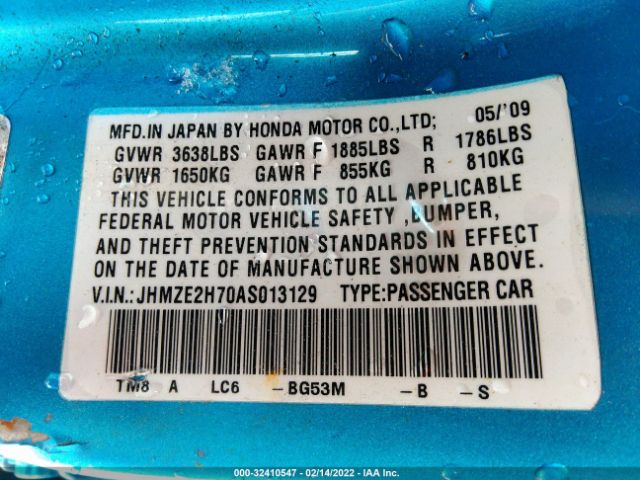 MFD.IN JAPAN BY HONDA MOTOR CO.,LTD; 05/'09
GVWR 3638LBS GAWR F 1885LBS R 1786LBS
GVWR 1650KG GAWR F 855KG R 810KG
THIS VEHICLE CONFORMS TO ALL APPLICABLE
FEDERAL MOTOR VEHICLE SAFETY ,BUMPER,
AND THEFT PREVENTION STANDARDS IN EFFECT
ON THE DATE OF MANUFACTURE SHOWN ABOVE.
V.I.N.:JHMZE2H70AS013129 TYPE:PASSENGER CAR
TM8 A LC6 -BG53M -B -S
000-32410547 - 02/14/2022 - IAA Inc.